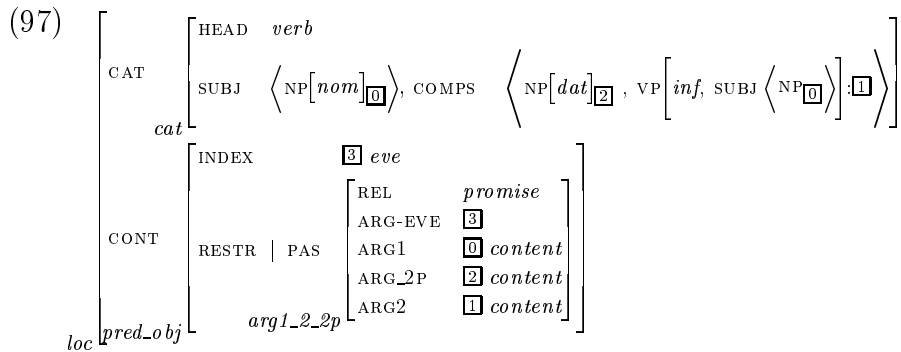 (97)
HEAD verb
CAT
SUBJ ⟨NP[nom]0⟩, COMPS ⟨NP[dat]2 , VP[inf, SUBJ ⟨NP0⟩]:1⟩
cat
INDEX 3 eve
REL promise
ARG-EVE 3
CONT
RESTR | PAS
ARG1 0 content
ARG_2P 2 content
ARG2 1 content
arg1_2_2p
pred_obj
loc